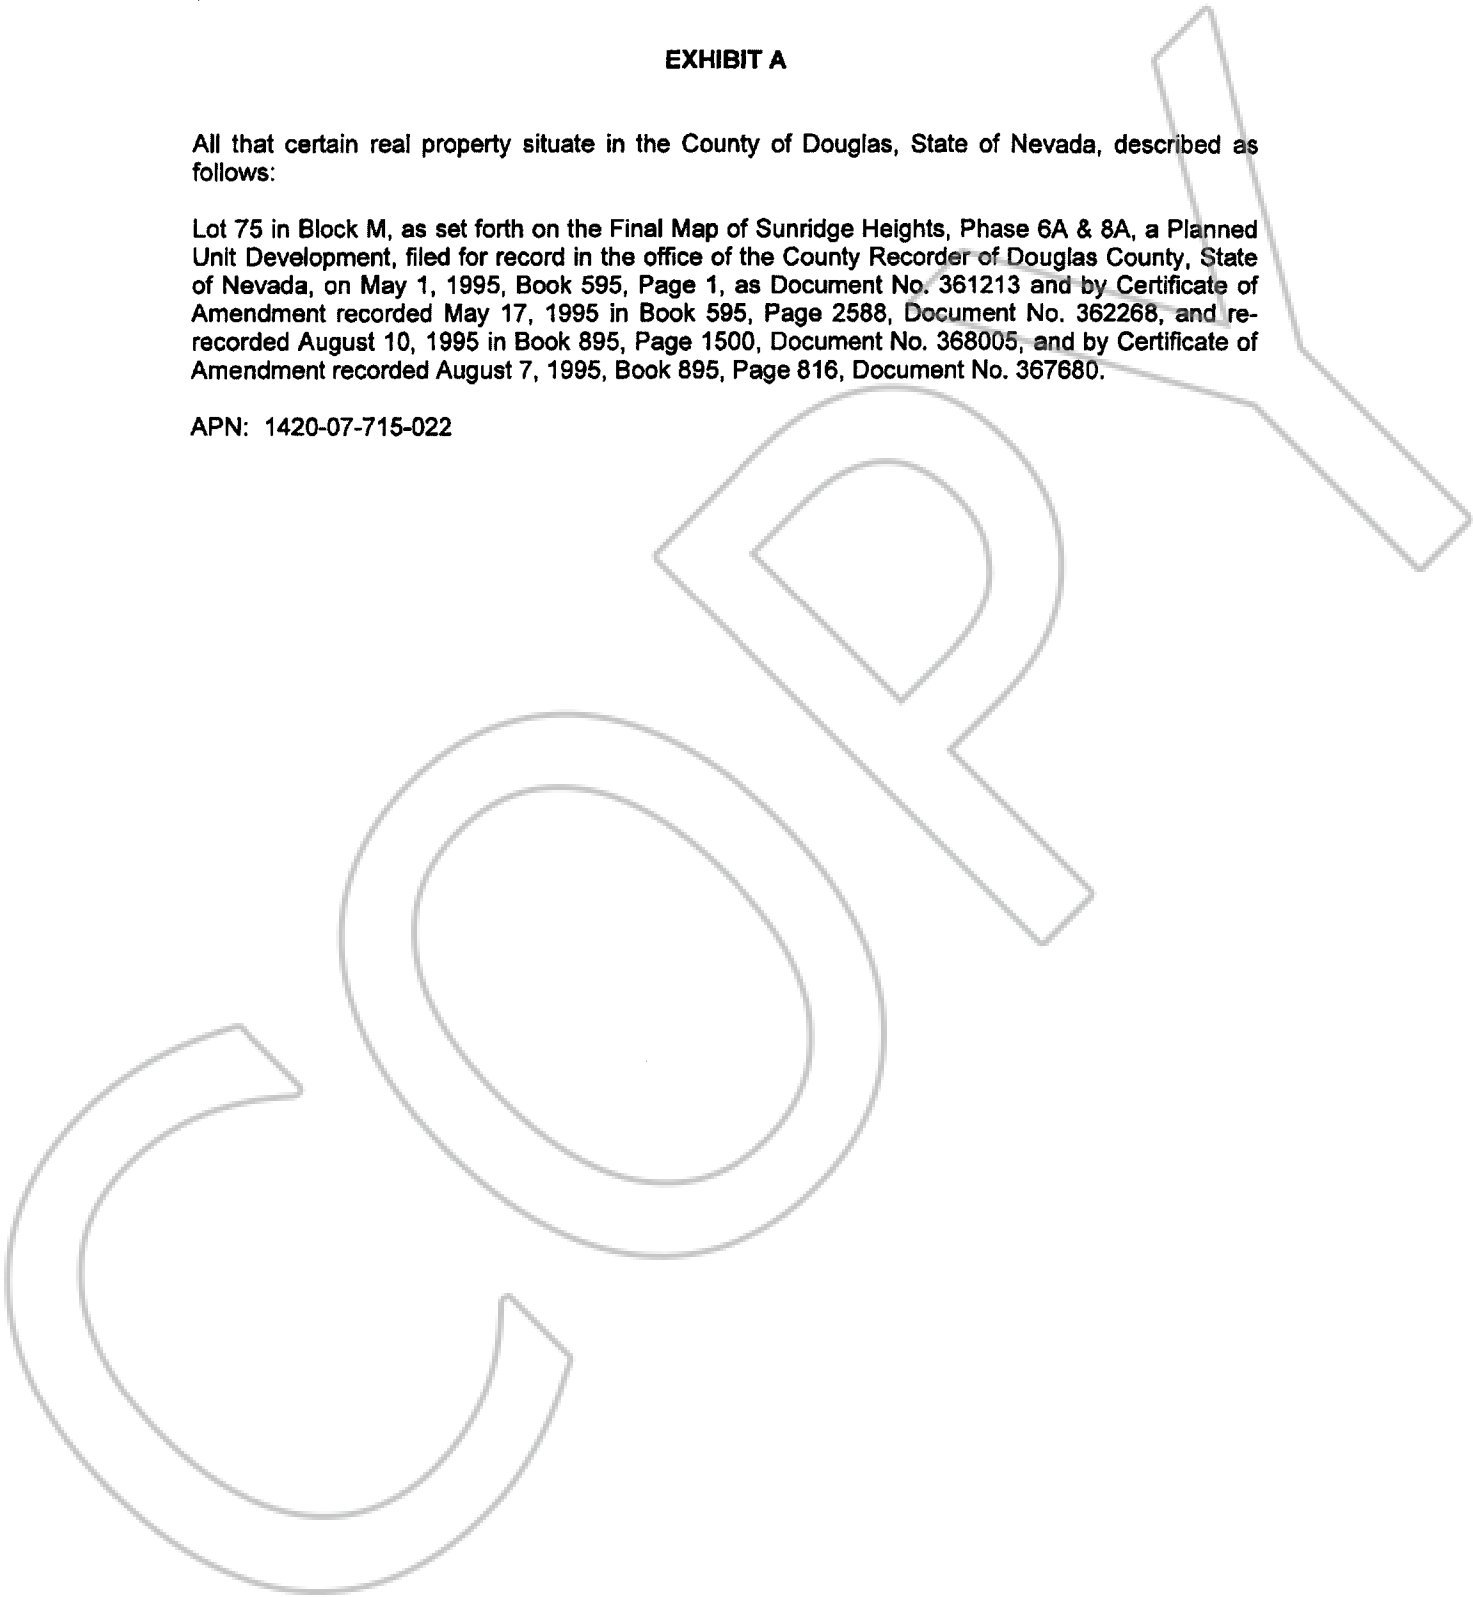 EXHIBIT A
All that certain real property situate in the County of Douglas, State of Nevada, described as
follows:
Lot 75 in Block M, as set forth on the Final Map of Sunridge Heights, Phase 6A & 8A, a Planned
Unit Development, filed for record in the office of the County Recorder of Douglas County, State
of Nevada, on May 1, 1995, Book 595, Page 1, as Document No. 361213 and by Certificate of
Amendment recorded May 17, 1995 in Book 595, Page 2588, Document No. 362268, and re-
recorded August 10, 1995 in Book 895, Page 1500, Document No. 368005, and by Certificate of
Amendment recorded August 7, 1995, Book 895, Page 816, Document No. 367680.
APN: 1420-07-715-022
COPY